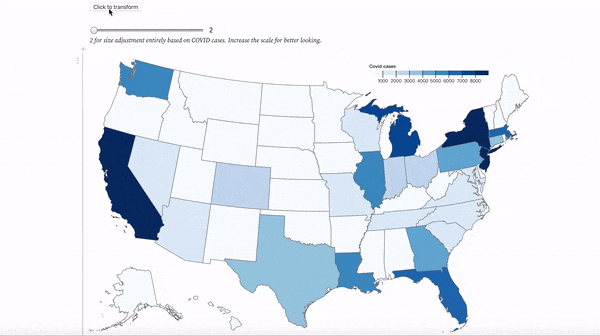 Click to transform
2
2 for size adjustment entirely based on COVID cases. Increase the scale for better looking.
Covid cases
1000 2000 3000 4000 5000 6000 7000 8000